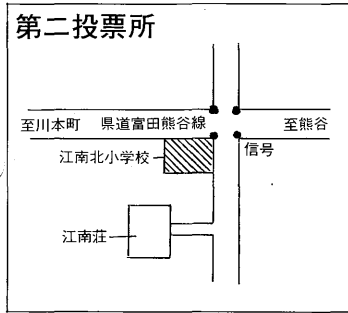 第二投票所
至川本町 県道富田熊谷線 至熊谷
江南北小学校 信号
江南荘